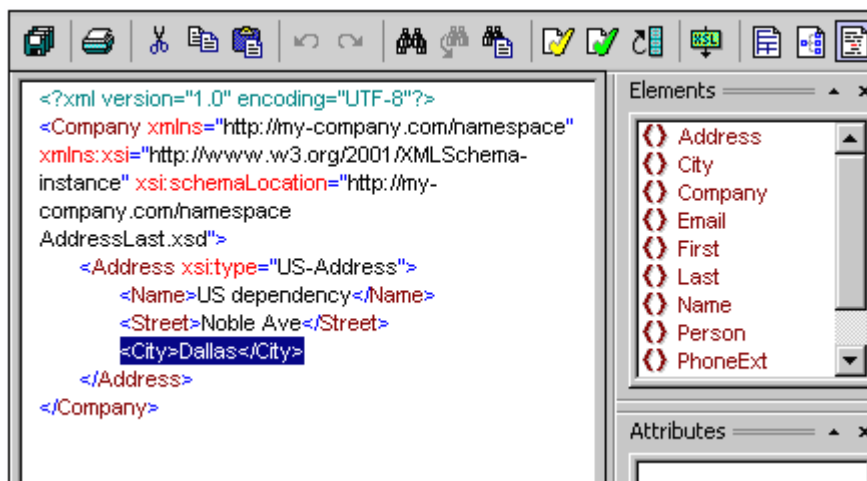 XSL
<?xml version="1.0" encoding="UTF-8"?>
<Company xmlns="http://my-company.com/namespace"
xmlns:xsi="http://www.w3.org/2001/XMLSchema-
instance" xsi:schemaLocation="http://my-
company.com/namespace
AddressLast.xsd">
<Address xsi:type="US-Address">
<Name>US dependency</Name>
<Street>Noble Ave</Street>
<City>Dallas</City>
</Address>
</Company>
Elements
Address
City
Company
Email
First
Last
Name
Person
PhoneExt
Attributes